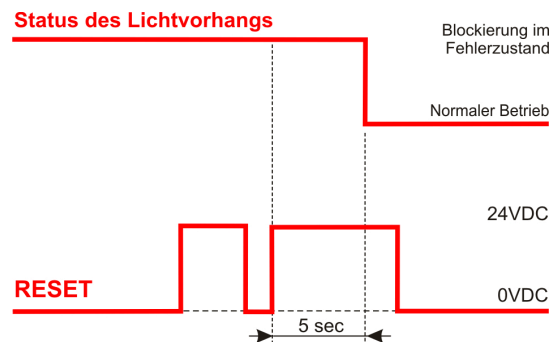 Status des Lichtvorhangs
Blockierung im
Fehlerzustand
Normaler Betrieb
24VDC
RESET
0VDC
5 sec